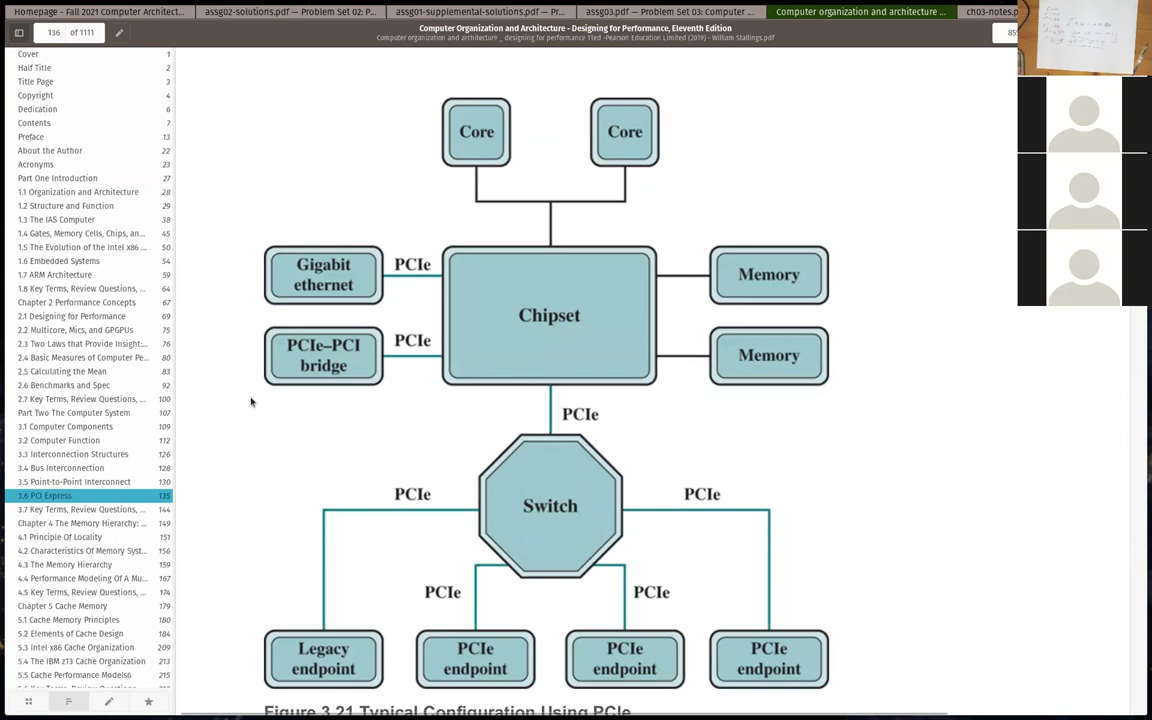 Homepage - Fall 2021 Computer Architect...
assg02-solutions.pdf — Problem Set 02: P...
assg01-supplemental-solutions.pdf — Pr...
assg03.pdf — Problem Set 03: Computer ...
Computer organization and architecture ...
ch03-notes.p
136 of 1111
Computer Organization and Architecture - Designing for Performance, Eleventh Edition
Computer organization and architecture _ designing for performance 11ed -Pearson Education Limited (2019) - William Stallings.pdf
85
Cover 1
Half Title 2
Title Page 3
Copyright 4
Dedication 6
Contents 7
Preface 13
About the Author 22
Acronyms 23
Part One Introduction 27
1.1 Organization and Architecture 28
1.2 Structure and Function 29
1.3 The IAS Computer 38
1.4 Gates, Memory Cells, Chips, an... 45
1.5 The Evolution of the Intel x86 ... 50
1.6 Embedded Systems 54
1.7 ARM Architecture 59
1.8 Key Terms, Review Questions, ... 64
Chapter 2 Performance Concepts 67
2.1 Designing for Performance 69
2.2 Multicore, Mics, and GPGPUs 75
2.3 Two Laws that Provide Insight:... 76
2.4 Basic Measures of Computer Pe... 80
2.5 Calculating the Mean 83
2.6 Benchmarks and Spec 92
2.7 Key Terms, Review Questions, ... 100
Part Two The Computer System 107
3.1 Computer Components 109
3.2 Computer Function 112
3.3 Interconnection Structures 126
3.4 Bus Interconnection 128
3.5 Point-to-Point Interconnect 130
3.6 PCI Express 135
3.7 Key Terms, Review Questions, ... 144
Chapter 4 The Memory Hierarchy: ... 149
4.1 Principle Of Locality 151
4.2 Characteristics Of Memory Syst... 156
4.3 The Memory Hierarchy 159
4.4 Performance Modeling Of A Mu... 167
4.5 Key Terms, Review Questions, ... 174
Chapter 5 Cache Memory 179
5.1 Cache Memory Principles 180
5.2 Elements of Cache Design 184
5.3 Intel x86 Cache Organization 209
5.4 The IBM z13 Cache Organization 213
5.5 Cache Performance Models6 215
Core
Core
Gigabit
ethernet
PCIe
Chipset
Memory
PCIe–PCI
bridge
PCIe
Memory
PCIe
Switch
PCIe
PCIe
PCIe
PCIe
Legacy
endpoint
PCIe
endpoint
PCIe
endpoint
PCIe
endpoint
Figure 3.21 Typical Configuration Using PCIe